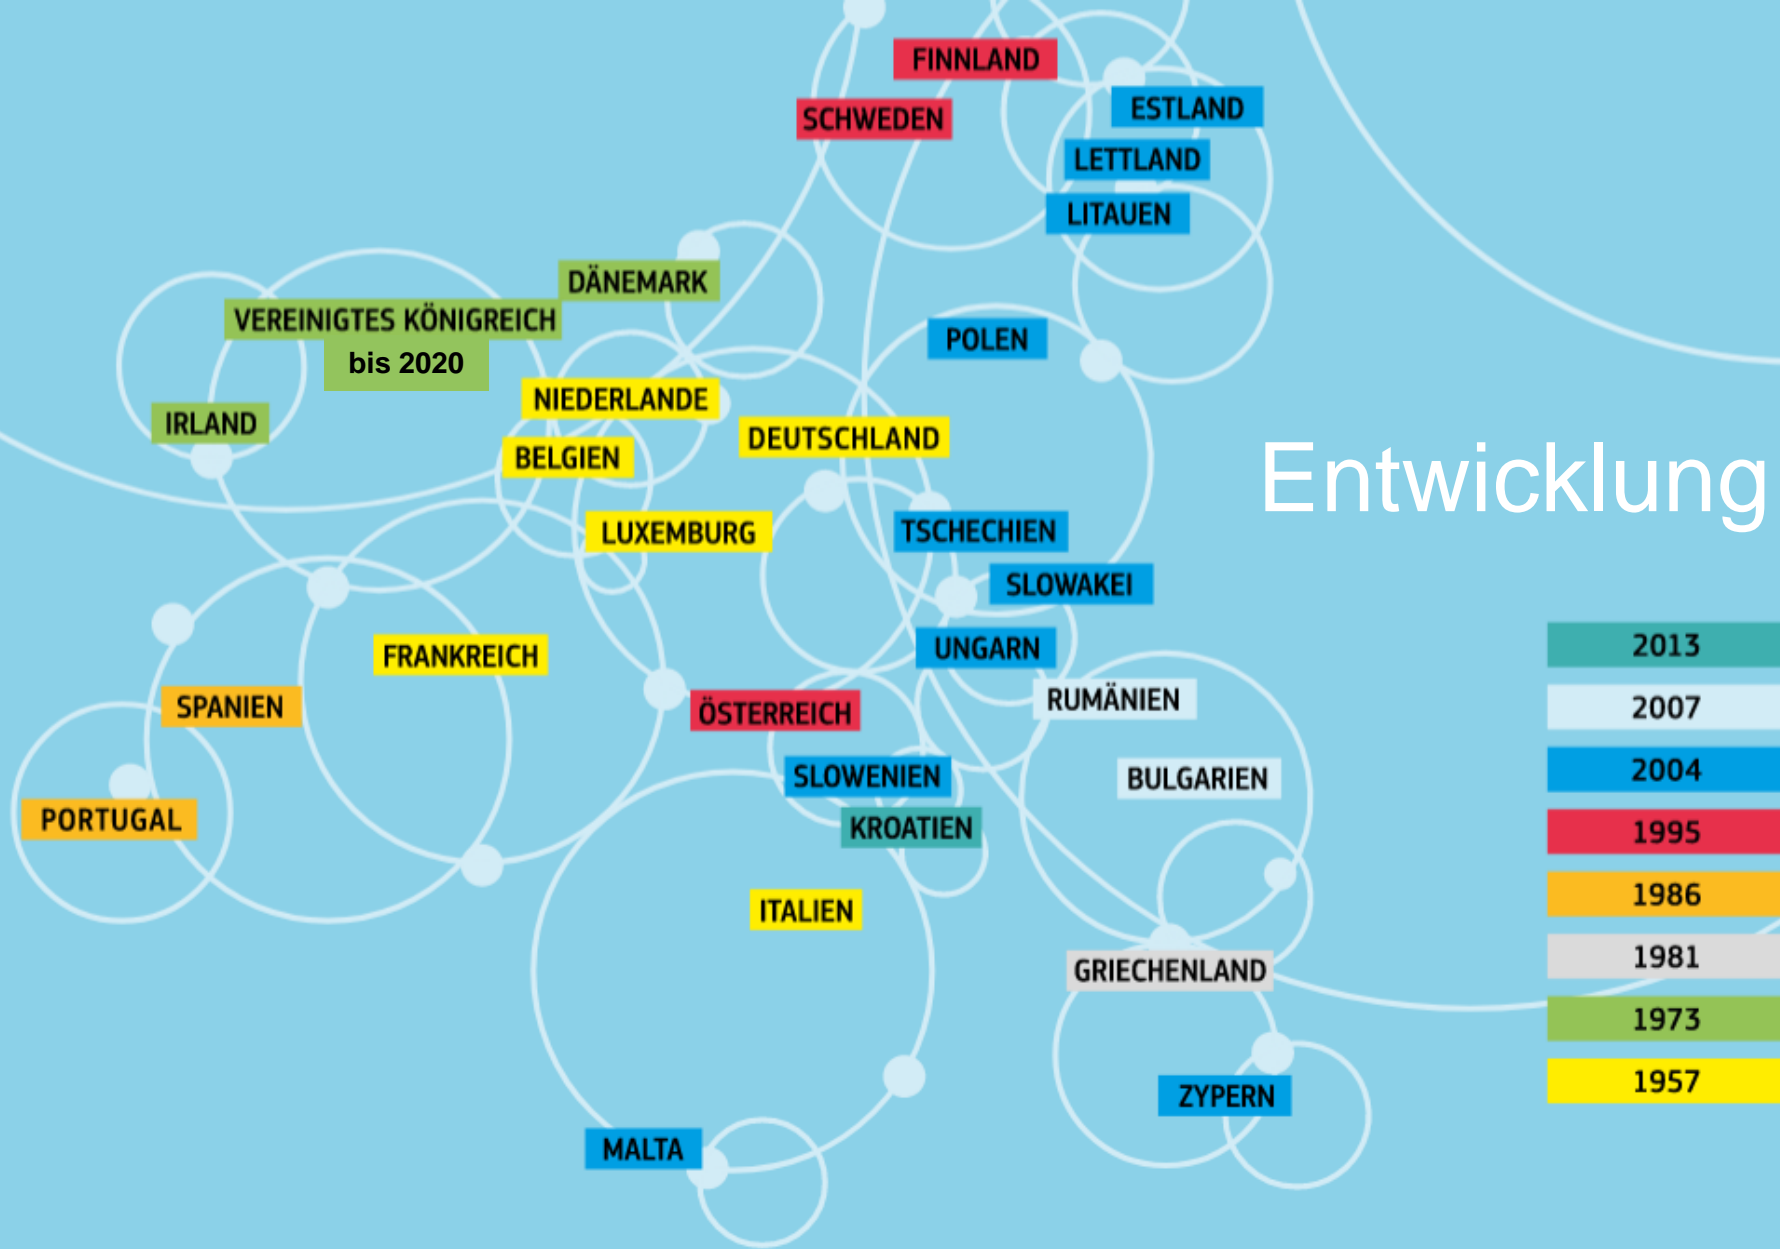 FINNLAND
SCHWEDEN
ESTLAND
LETTLAND
LITAUEN
DÄNEMARK
VEREINIGTES KÖNIGREICH
bis 2020
IRLAND
POLEN
NIEDERLANDE
DEUTSCHLAND
BELGIEN
LUXEMBURG
TSCHECHIEN
SLOWAKEI
UNGARN
FRANKREICH
RUMÄNIEN
SPANIEN
ÖSTERREICH
SLOWENIEN
BULGARIEN
PORTUGAL
KROATIEN
ITALIEN
GRIECHENLAND
ZYPERN
MALTA
Entwicklung
2013
2007
2004
1995
1986
1981
1973
1957